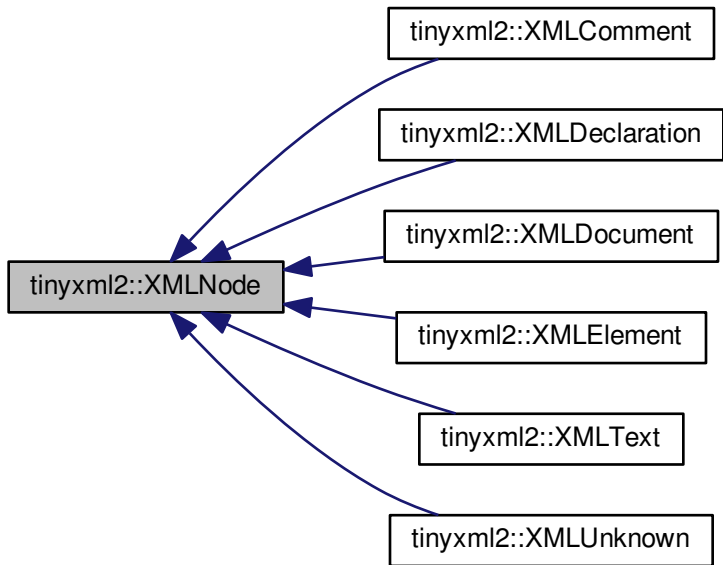 tinyxml2::XMLComment
tinyxml2::XMLDeclaration
tinyxml2::XMLDocument
tinyxml2::XMLNode
tinyxml2::XMLElement
tinyxml2::XMLText
tinyxml2::XMLUnknown